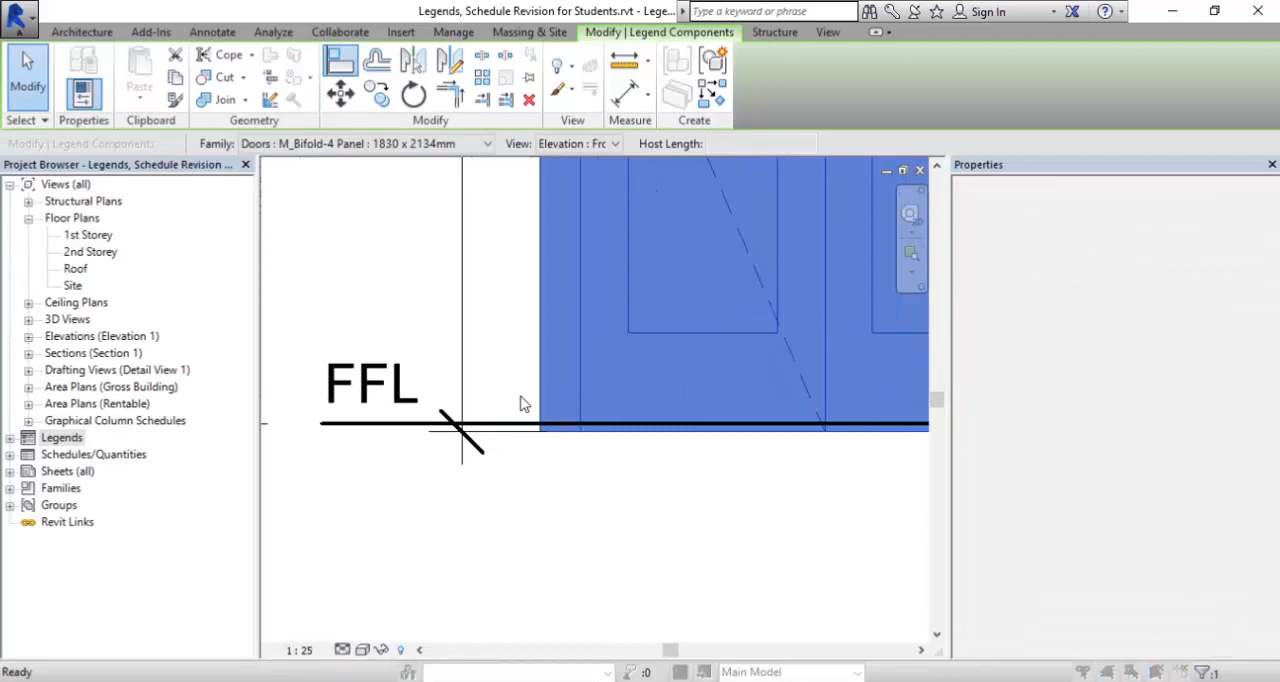 Legends, Schedule Revision for Students.rvt - Lege...
Type a keyword or phrase
Sign In
Architecture
Add-Ins
Annotate
Analyze
Collaborate
Insert
Manage
Massing & Site
Modify | Legend Components
Structure
View
Modify
Paste
Cope
Cut
Join
Select
Properties
Clipboard
Geometry
Modify
View
Measure
Create
Modify | Legend Components
Family: Doors : M_Bifold-4 Panel : 1830 x 2134mm
View: Elevation : Frc
Host Length:
Project Browser - Legends, Schedule Revision ...
Properties
Views (all)
Structural Plans
Floor Plans
1st Storey
2nd Storey
Roof
Site
Ceiling Plans
3D Views
Elevations (Elevation 1)
Sections (Section 1)
Drafting Views (Detail View 1)
Area Plans (Gross Building)
Area Plans (Rentable)
Graphical Column Schedules
Legends
Schedules/Quantities
Sheets (all)
Families
Groups
Revit Links
FFL
1 : 25
Ready
:0
Main Model
:1